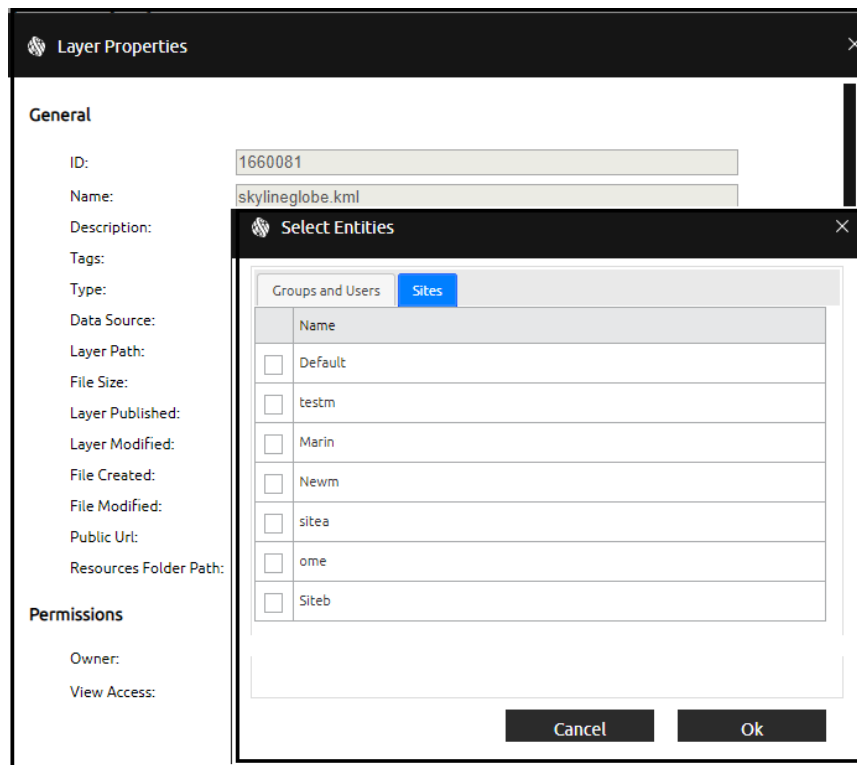 Layer Properties
General
ID:
1660081
Name:
skylineglobe.kml
Description:
Tags:
Type:
Data Source:
Layer Path:
File Size:
Layer Published:
Layer Modified:
File Created:
File Modified:
Public Url:
Resources Folder Path:
Permissions
Owner:
View Access:
Select Entities
Groups and Users
Sites
Name
Default
testm
Marin
Newm
sitea
ome
Siteb
Cancel
Ok